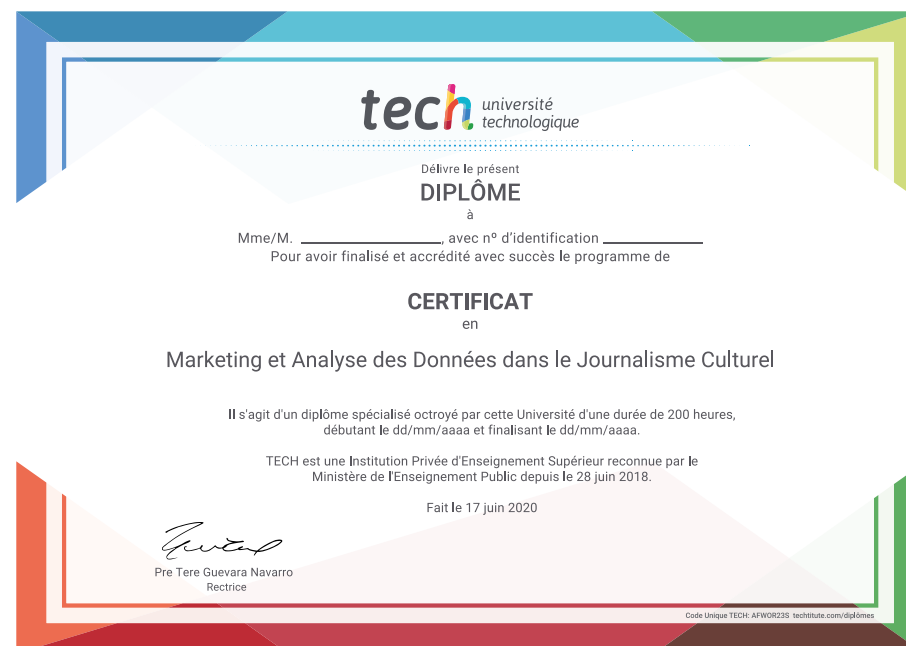 tech université
technologique
Délivre le présent
DIPLÔME
à
Mme/M. ____________________, avec nº d'identification ______________
Pour avoir finalisé et accrédité avec succès le programme de
CERTIFICAT
en
Marketing et Analyse des Données dans le Journalisme Culturel
Il s'agit d'un diplôme spécialisé octroyé par cette Université d'une durée de 200 heures,
débutant le dd/mm/aaaa et finalisant le dd/mm/aaaa.
TECH est une Institution Privée d'Enseignement Supérieur reconnue par le
Ministère de l'Enseignement Public depuis le 28 juin 2018.
Fait le 17 juin 2020
Pre Tere Guevara Navarro
Rectrice
Code Unique TECH: AFWOR23S techtitute.com/diplômes